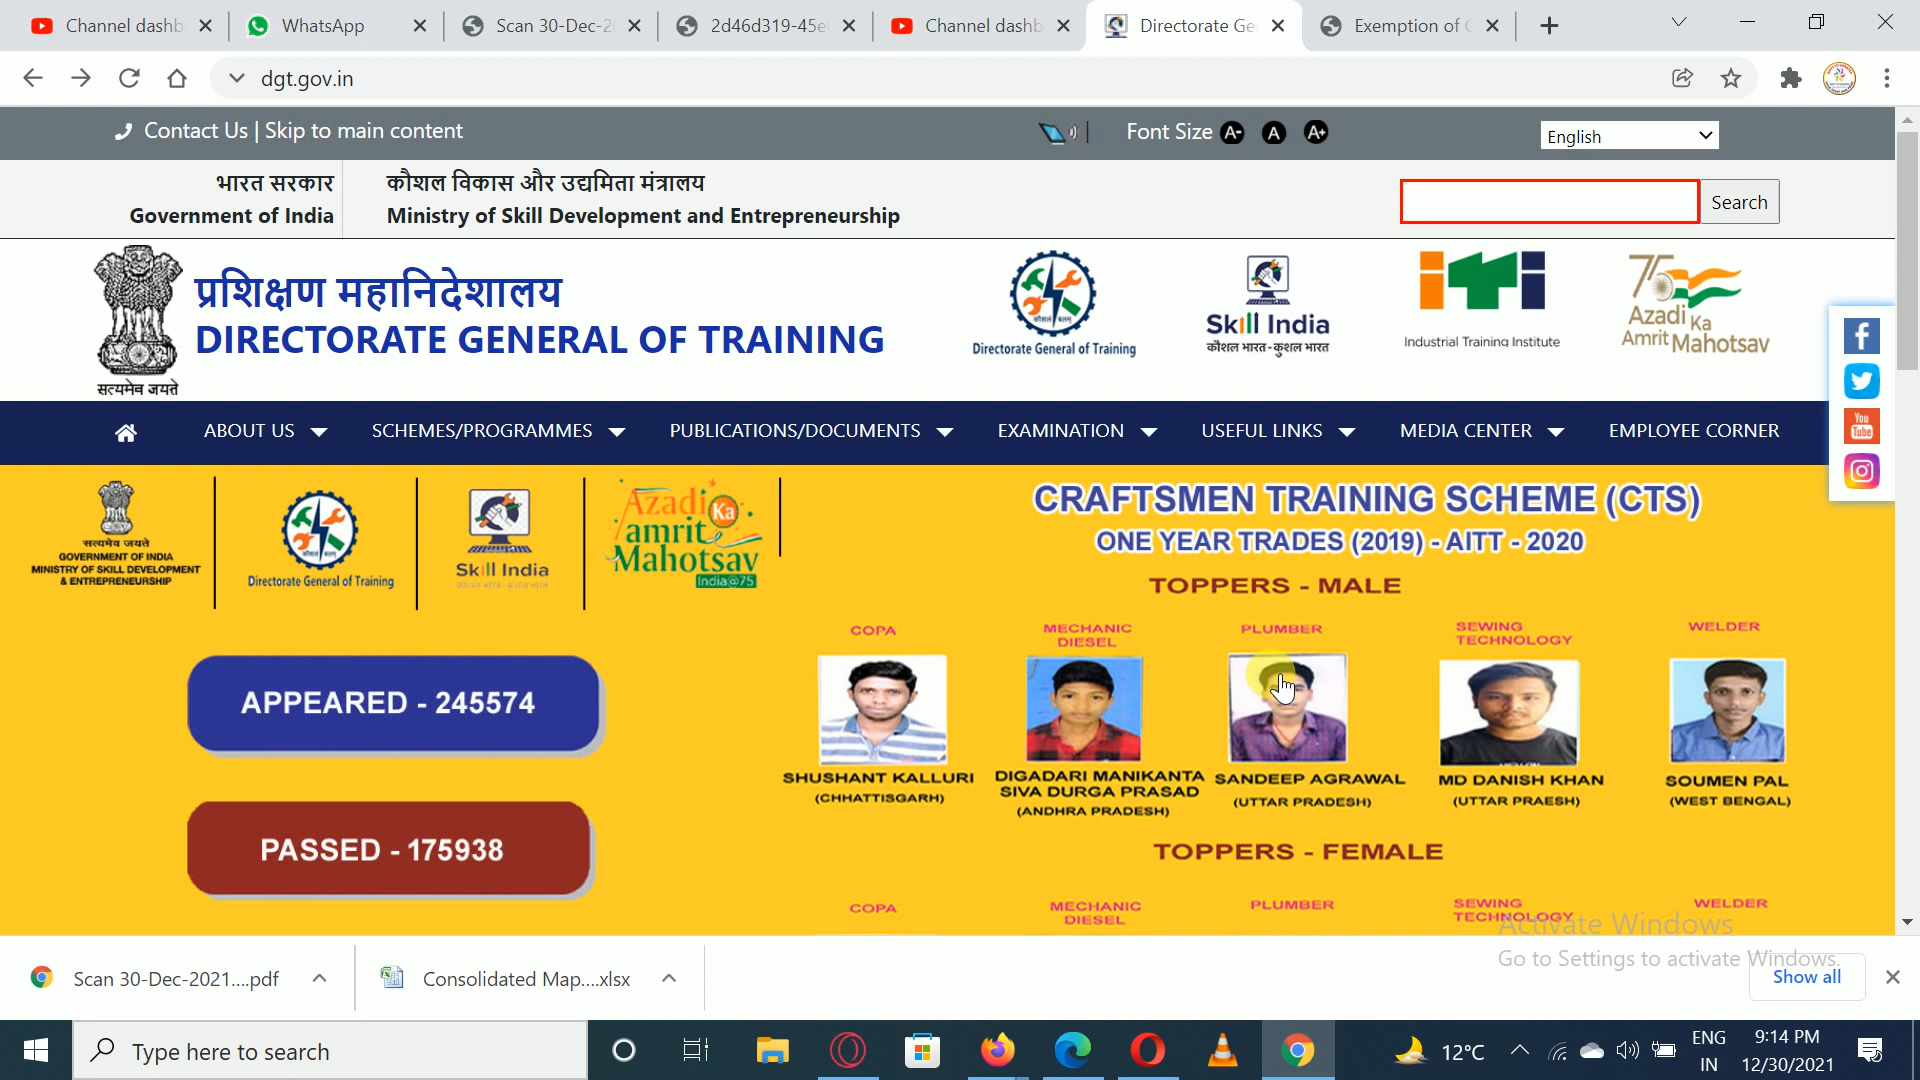 Channel dashb
WhatsApp
Scan 30-Dec-2
2d46d319-45e
Channel dashb
Directorate Ge
Exemption of
dgt.gov.in
Contact Us | Skip to main content
Font Size A- A A+
English
भारत सरकार
Government of India
कौशल विकास और उद्यमिता मंत्रालय
Ministry of Skill Development and Entrepreneurship
Search
सत्यमेव जयते
प्रशिक्षण महानिदेशालय
DIRECTORATE GENERAL OF TRAINING
Directorate General of Training
Skill India
कौशल भारत - कुशल भारत
iTi
Industrial Training Institute
75
Azadi Ka
Amrit Mahotsav
You
Tube
ABOUT US
SCHEMES/PROGRAMMES
PUBLICATIONS/DOCUMENTS
EXAMINATION
USEFUL LINKS
MEDIA CENTER
EMPLOYEE CORNER
सत्यमेव जयते
GOVERNMENT OF INDIA
MINISTRY OF SKILL DEVELOPMENT
& ENTREPRENEURSHIP
Directorate General of Training
Skill India
Azadi Ka
amrit
Mahotsav
India@75
CRAFTSMEN TRAINING SCHEME (CTS)
ONE YEAR TRADES (2019) - AITT - 2020
TOPPERS - MALE
COPA
MECHANIC
DIESEL
PLUMBER
SEWING
TECHNOLOGY
WELDER
APPEARED - 245574
SHUSHANT KALLURI
(CHHATTISGARH)
DIGADARI MANIKANTA
SIVA DURGA PRASAD
(ANDHRA PRADESH)
SANDEEP AGRAWAL
(UTTAR PRADESH)
MD DANISH KHAN
(UTTAR PRAESH)
SOUMEN PAL
(WEST BENGAL)
PASSED - 175938
TOPPERS - FEMALE
COPA
MECHANIC
DIESEL
PLUMBER
SEWING
TECHNOLOGY
WELDER
Activate Windows
Go to Settings to activate Windows.
Scan 30-Dec-2021....pdf
Consolidated Map....xlsx
Show all
Type here to search
12°C
ENG
IN
9:14 PM
12/30/2021